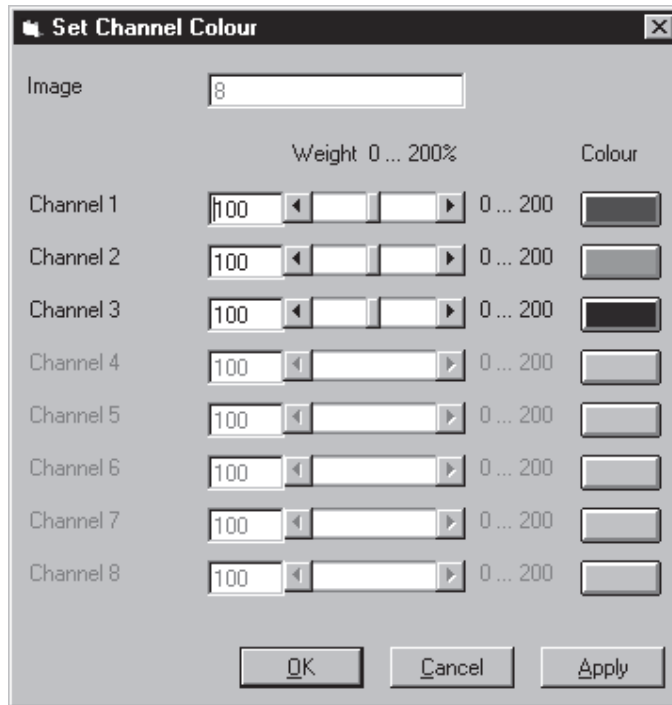 Set Channel Colour
Image 8
Weight 0 ... 200% Colour
Channel 1 100 0 ... 200
Channel 2 100 0 ... 200
Channel 3 100 0 ... 200
Channel 4 100 0 ... 200
Channel 5 100 0 ... 200
Channel 6 100 0 ... 200
Channel 7 100 0 ... 200
Channel 8 100 0 ... 200
OK Cancel Apply